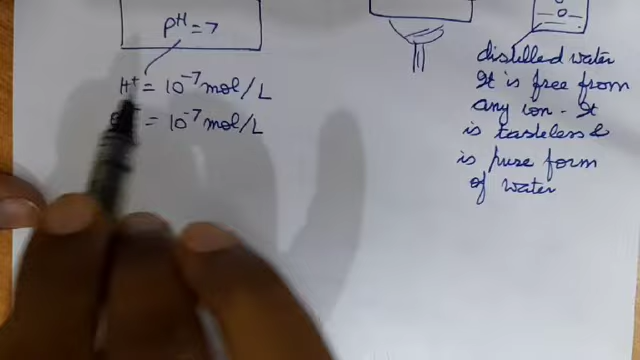 pH = 7
H+ = 10-7 mol/L
= 10-7 mol/L
distilled water
It is free from
any ion. It
is tasteless &
is pure form
of water